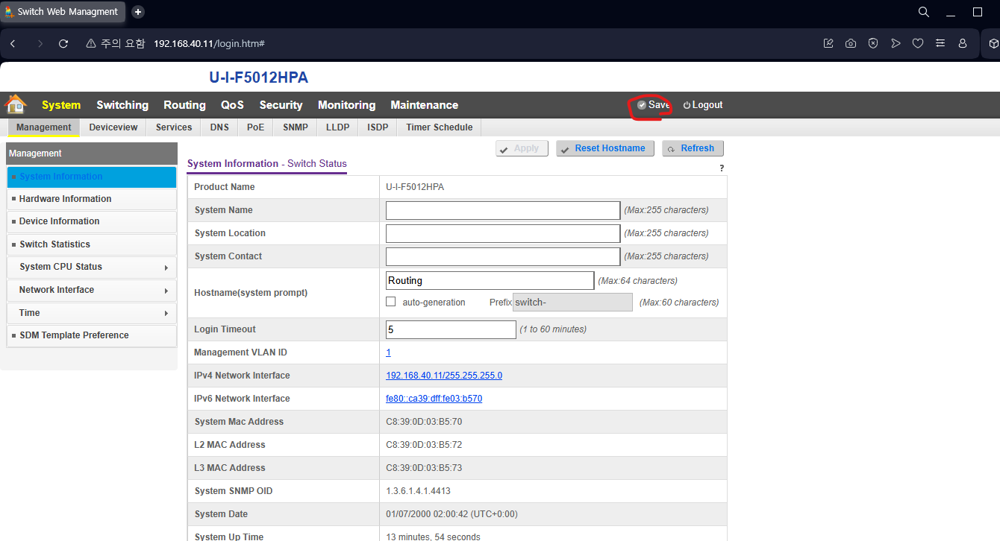 Switch Web Managment
주의 요함 192.168.40.11/login.htm#
U-I-F5012HPA
System Switching Routing QoS Security Monitoring Maintenance Save Logout
Management Deviceview Services DNS PoE SNMP LLDP ISDP Timer Schedule
Management
System Information
Hardware Information
Device Information
Switch Statistics
System CPU Status
Network Interface
Time
SDM Template Preference
Apply Reset Hostname Refresh
System Information - Switch Status
?
Product Name U-I-F5012HPA
System Name (Max:255 characters)
System Location (Max:255 characters)
System Contact (Max:255 characters)
Hostname(system prompt) Routing (Max:64 characters)
auto-generation Prefix switch- (Max:60 characters)
Login Timeout 5 (1 to 60 minutes)
Management VLAN ID 1
IPv4 Network Interface 192.168.40.11/255.255.255.0
IPv6 Network Interface fe80::ca39:dff:fe03:b570
System Mac Address C8:39:0D:03:B5:70
L2 MAC Address C8:39:0D:03:B5:72
L3 MAC Address C8:39:0D:03:B5:73
System SNMP OID 1.3.6.1.4.1.4413
System Date 01/07/2000 02:00:42 (UTC+0:00)
System Up Time 13 minutes, 54 seconds